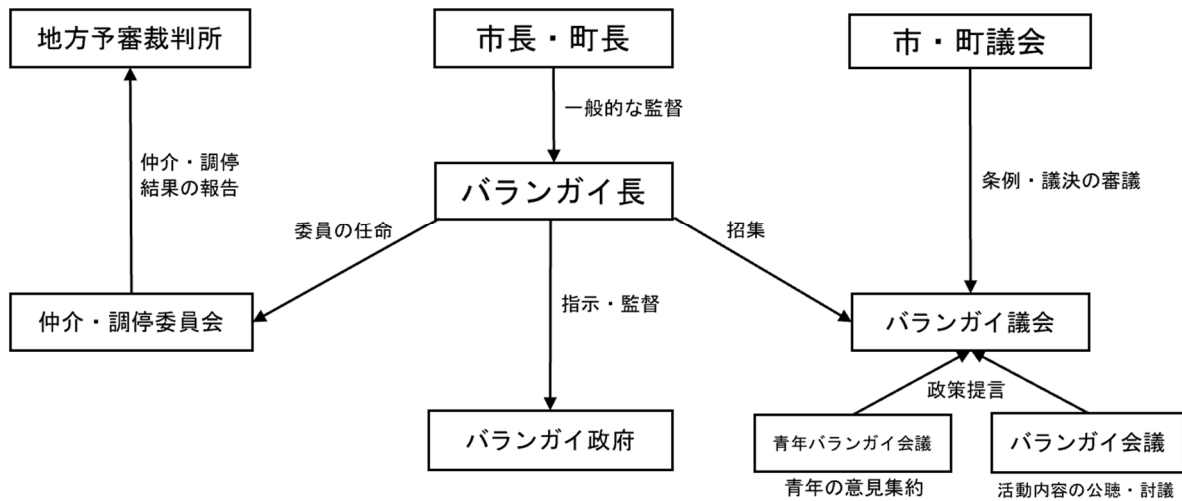 地方予審裁判所
市長・町長
市・町議会
一般的な監督
仲介・調停
結果の報告
バランガイ長
条例・議決の審議
委員の任命
招集
仲介・調停委員会
指示・監督
バランガイ議会
政策提言
バランガイ政府
青年バランガイ会議
バランガイ会議
青年の意見集約
活動内容の公聴・討議